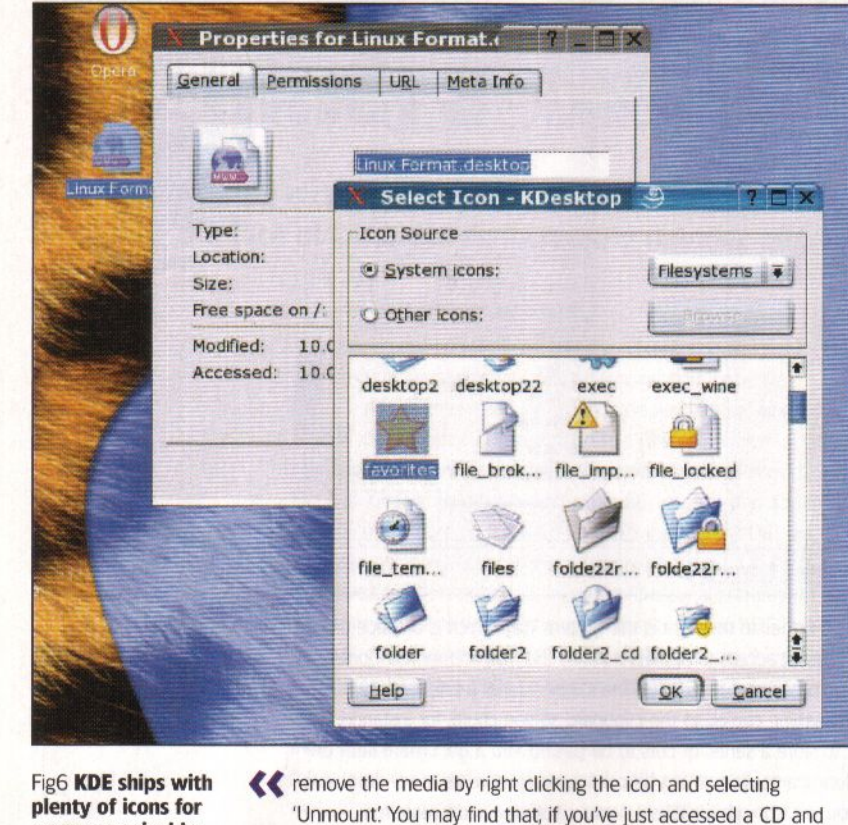 Opera
Properties for Linux Format.
General Permissions URL Meta Info
Linux Format.desktop
Linux Form
Type:
Location:
Size:
Free space on /:
Modified: 10.0
Accessed: 10.0
Select Icon - KDesktop
Icon Source
System icons: Filesystems
Other icons: Browse...
desktop2 desktop22 exec exec_wine
favorites file_brok... file_imp... file_locked
file_tem... files folde22r... folde22r...
folder folder2 folder2_cd folder2_...
Help OK Cancel
Fig6 KDE ships with
plenty of icons for
remove the media by right clicking the icon and selecting
'Unmount'. You may find that, if you've just accessed a CD and